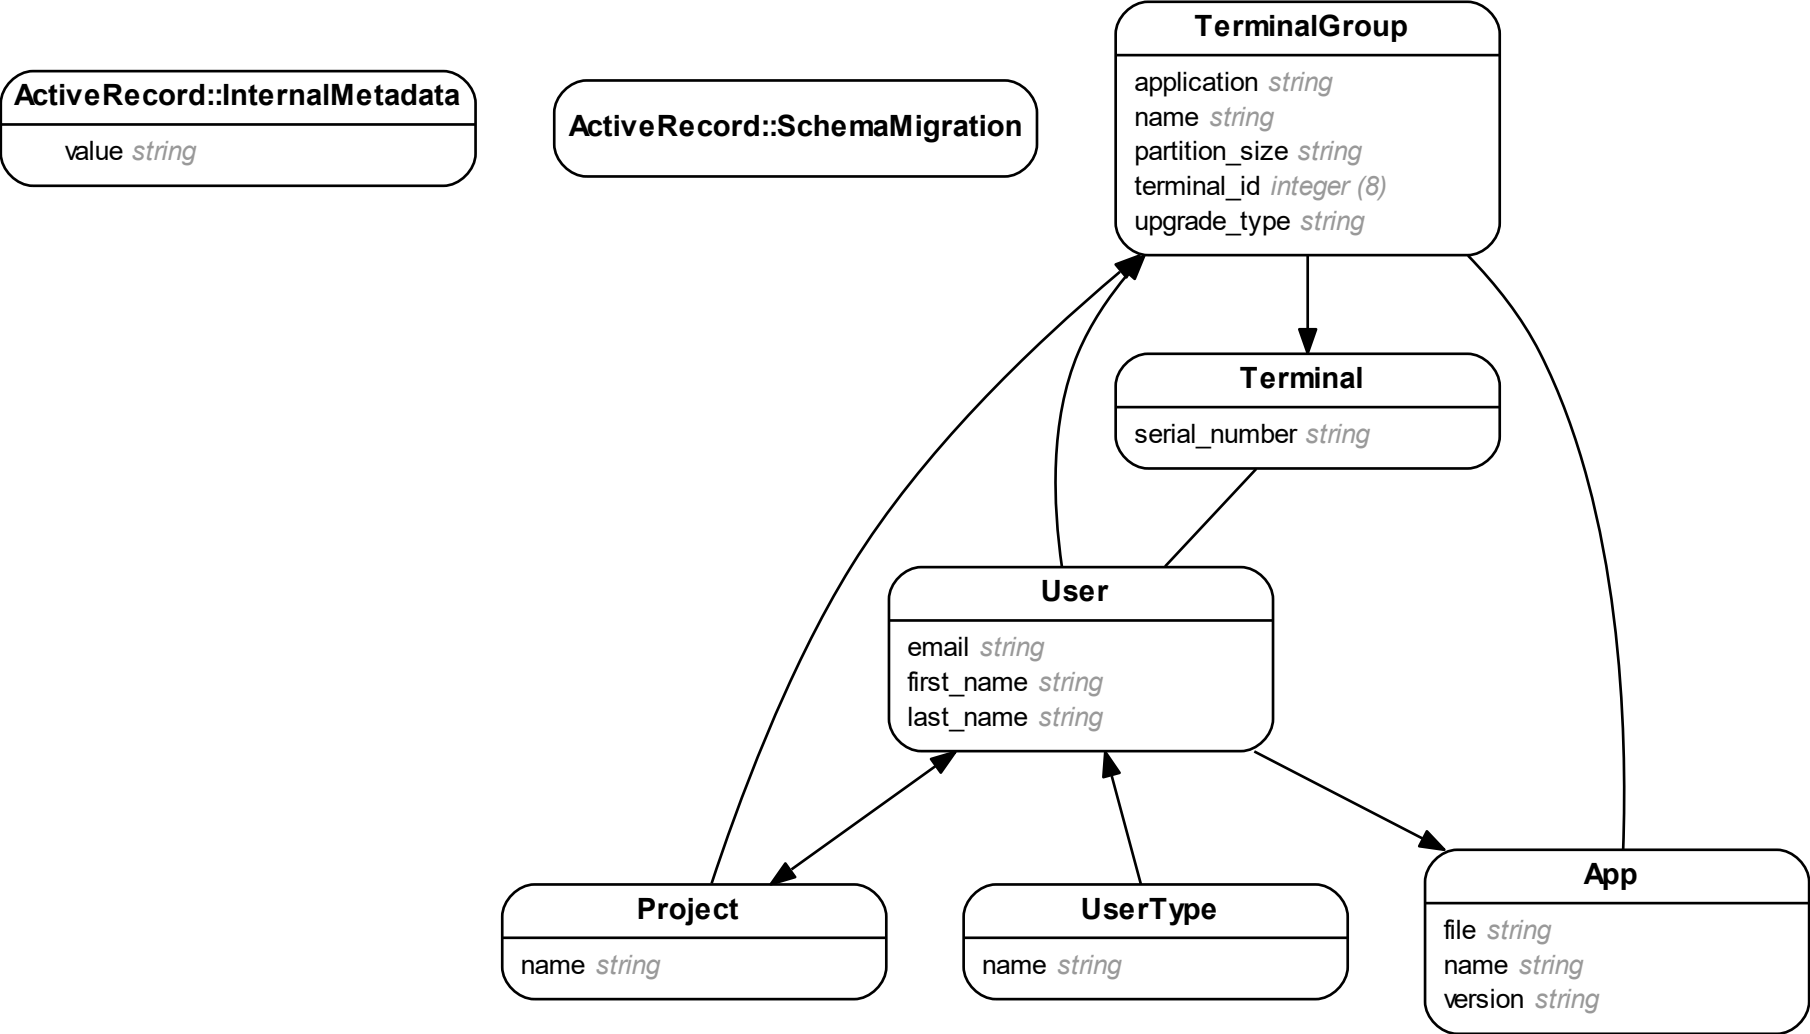 TerminalGroup
application string
name string
partition_size string
terminal_id integer (8)
upgrade_type string
ActiveRecord::InternalMetadata
value string
ActiveRecord::SchemaMigration
Terminal
serial_number string
User
email string
first_name string
last_name string
Project
name string
UserType
name string
App
file string
name string
version string